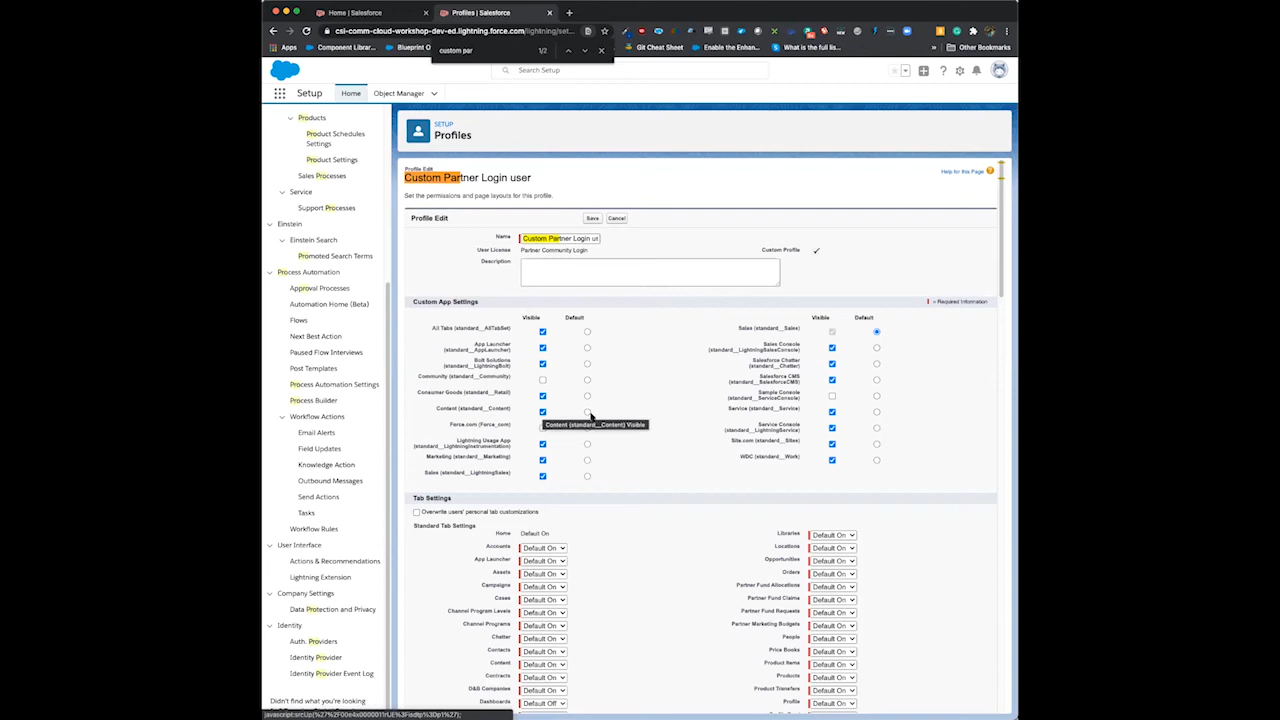 Home | Salesforce
Profiles | Salesforce
csi-comm-cloud-workshop-dev-ed.lightning.force.com/lightning/set...
Apps
Component Librar...
Blueprint O
custom par
1/2
Git Cheat Sheet
Enable the Enhan...
What is the full lis...
Other Bookmarks
Search Setup
Setup
Home
Object Manager
Products
Product Schedules
Settings
Product Settings
Sales Processes
Service
Support Processes
Einstein
Einstein Search
Promoted Search Terms
Process Automation
Approval Processes
Automation Home (Beta)
Flows
Next Best Action
Paused Flow Interviews
Post Templates
Process Automation Settings
Process Builder
Workflow Actions
Email Alerts
Field Updates
Knowledge Action
Outbound Messages
Send Actions
Tasks
Workflow Rules
User Interface
Actions & Recommendations
Lightning Extension
Company Settings
Data Protection and Privacy
Identity
Auth. Providers
Identity Provider
Identity Provider Event Log
Didn't find what you're looking
SETUP
Profiles
Profile Edit
Custom Partner Login user
Help for this Page
Set the permissions and page layouts for this profile.
Profile Edit
Save
Cancel
Name
Custom Partner Login us
User License
Partner Community Login
Custom Profile
Description
Custom App Settings
= Required Information
Visible
Default
Visible
Default
All Tabs (standard__AllTabSet)
Sales (standard__Sales)
App Launcher
(standard__AppLauncher)
Sales Console
(standard__LightningSalesConsole)
Bolt Solutions
(standard__LightningBolt)
Salesforce Chatter
(standard__Chatter)
Community (standard__Community)
Salesforce CMS
(standard__SalesforceCMS)
Consumer Goods (standard__Retail)
Sample Console
(standard__ServiceConsole)
Content (standard__Content)
Service (standard__Service)
Content (standard__Content) Visible
Force.com (Force_com)
Service Console
(standard__LightningService)
Lightning Usage App
(standard__LightningInstrumentation)
Site.com (standard__Sites)
Marketing (standard__Marketing)
WDC (standard__Work)
Sales (standard__LightningSales)
Tab Settings
Overwrite users' personal tab customizations
Standard Tab Settings
Home
Default On
Libraries
Default On
Accounts
Default On
Locations
Default On
App Launcher
Default On
Opportunities
Default On
Assets
Default On
Orders
Default On
Campaigns
Default On
Partner Fund Allocations
Default On
Cases
Default On
Partner Fund Claims
Default On
Channel Program Levels
Default On
Partner Fund Requests
Default On
Channel Programs
Default On
Partner Marketing Budgets
Default On
Chatter
Default On
People
Default On
Contacts
Default On
Price Books
Default On
Content
Default On
Product Items
Default On
Contracts
Default On
Products
Default On
D&B Companies
Default On
Product Transfers
Default On
Dashboards
Default Off
Profile
Default On